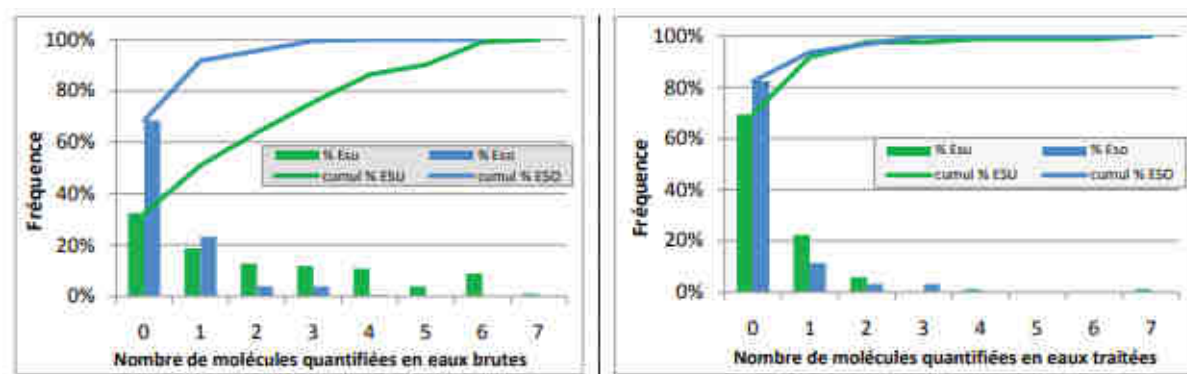 100%
80%
60%
40%
20%
0%
Fréquence
% Esu
% Eso
cumul % ESU
cumul % ESO
0 1 2 3 4 5 6 7
Nombre de molécules quantifiées en eaux brutes
100%
80%
60%
40%
20%
0%
Fréquence
% Esu
% Eso
cumul % ESU
cumul % ESO
0 1 2 3 4 5 6 7
Nombre de molécules quantifiées en eaux traitées